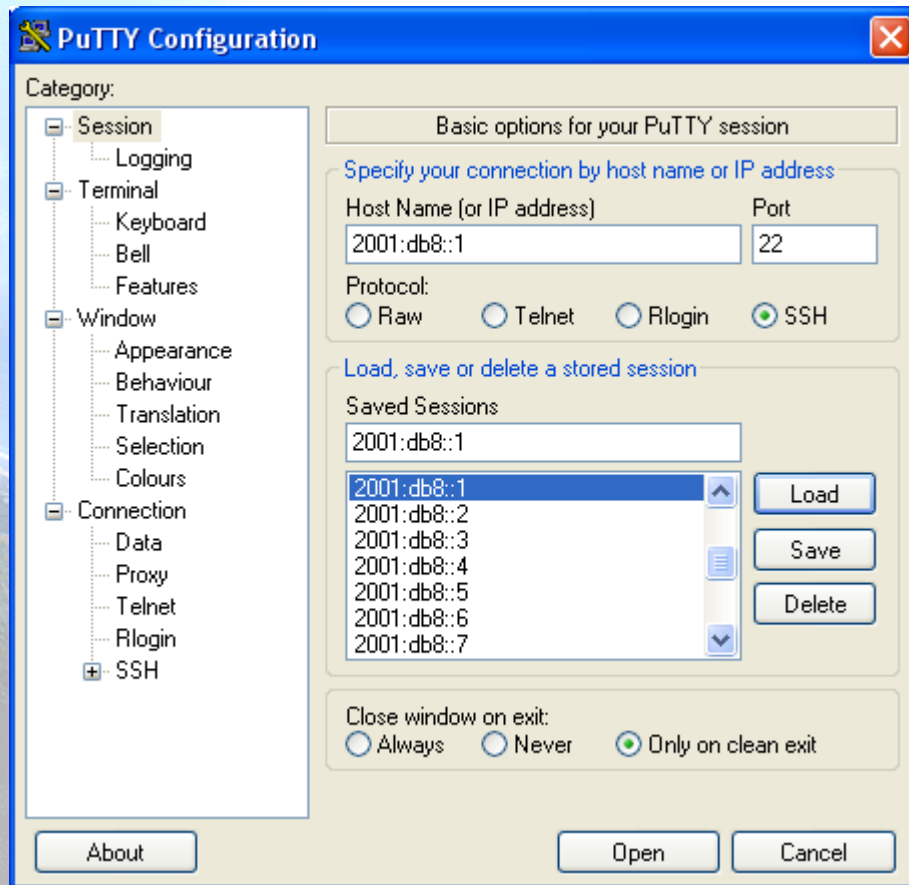 PuTTY Configuration
Category:
Session
Logging
Terminal
Keyboard
Bell
Features
Window
Appearance
Behaviour
Translation
Selection
Colours
Connection
Data
Proxy
Telnet
Rlogin
SSH
Basic options for your PuTTY session
Specify your connection by host name or IP address
Host Name (or IP address) Port
2001:db8::1 22
Protocol:
Raw Telnet Rlogin SSH
Load, save or delete a stored session
Saved Sessions
2001:db8::1
2001:db8::1
2001:db8::2
2001:db8::3
2001:db8::4
2001:db8::5
2001:db8::6
2001:db8::7
Load
Save
Delete
Close window on exit:
Always Never Only on clean exit
About Open Cancel